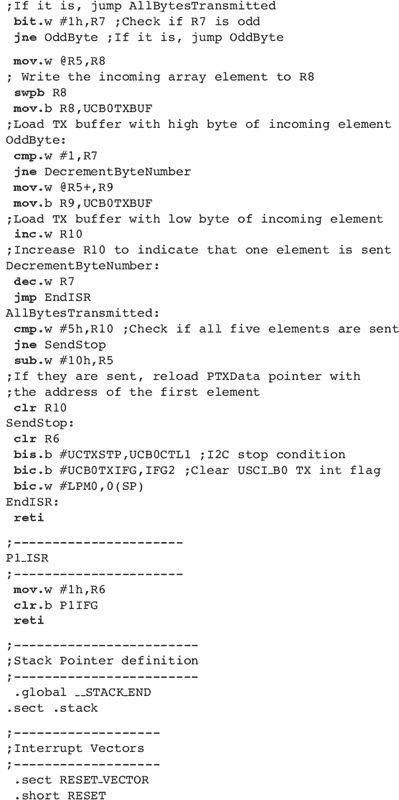 ;If it is, jump AllBytesTransmitted
bit.w #1h,R7 ;Check if R7 is odd
jne OddByte ;If it is, jump OddByte
mov.w @R5,R8
; Write the incoming array element to R8
swpb R8
mov.b R8,UCB0TXBUF
;Load TX buffer with high byte of incoming element
OddByte:
cmp.w #1,R7
jne DecrementByteNumber
mov.w @R5+,R9
mov.b R9,UCB0TXBUF
;Load TX buffer with low byte of incoming element
inc.w R10
;Increase R10 to indicate that one element is sent
DecrementByteNumber:
dec.w R7
jmp EndISR
AllBytesTransmitted:
cmp.w #5h,R10 ;Check if all five elements are sent
jne SendStop
sub.w #10h,R5
;If they are sent, reload PTXData pointer with
;the address of the first element
clr R10
SendStop:
clr R6
bis.b #UCTXSTP,UCB0CTL1 ;I2C stop condition
bic.b #UCB0TXIFG,IFG2 ;Clear USCI_B0 TX int flag
bic.w #LPM0,0(SP)
EndISR:
reti
;----------------------
P1_ISR
;----------------------
mov.w #1h,R6
clr.b P1IFG
reti
;------------------------
;Stack Pointer definition
;------------------------
.global __STACK_END
.sect .stack
;-------------------
;Interrupt Vectors
;-------------------
.sect RESET_VECTOR
.short RESET